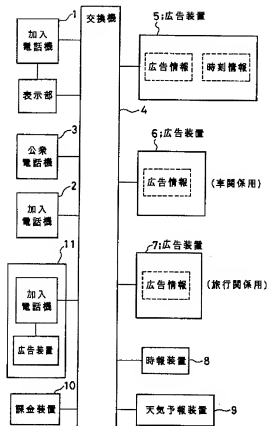 1
加入
電話機
表示部
3
公衆
電話機
2
加入
電話機
11
加入
電話機
広告装置
10
課金装置
交換機
4
5;広告装置
広告情報
時刻情報
6;広告装置
広告情報
(車関係用)
7;広告装置
広告情報
(旅行関係用)
時報装置
8
天気予報装置
9